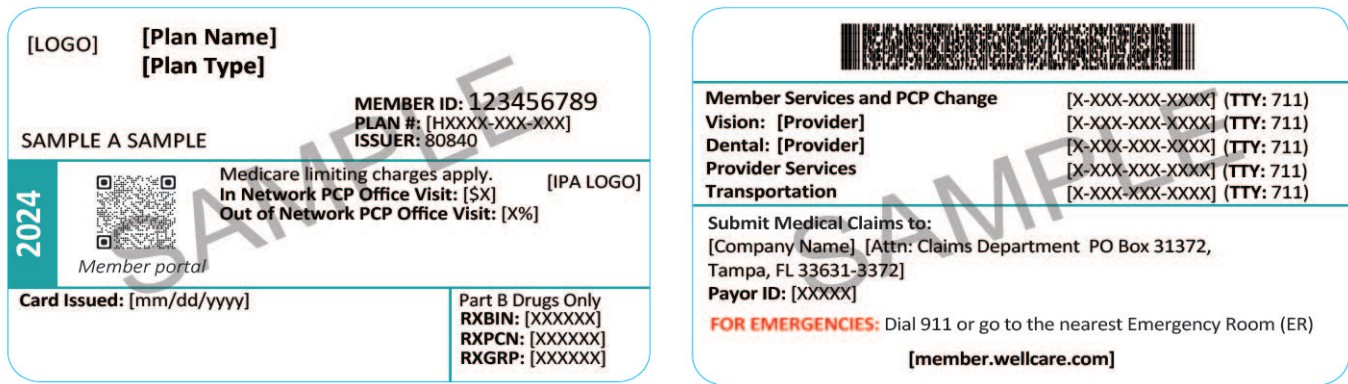 [LOGO]
[Plan Name]
[Plan Type]
MEMBER ID: 123456789
PLAN #: [HXXXX-XXX-XXX]
SAMPLE A SAMPLE
ISSUER: 80840
2024
Medicare limiting charges apply.
In Network PCP Office Visit: [$X]
Out of Network PCP Office Visit: [X%]
[IPA LOGO]
Member portal
Card Issued: [mm/dd/yyyy]
Part B Drugs Only
RXBIN: [XXXXXX]
RXPCN: [XXXXXX]
RXGRP: [XXXXXX]
SAMPLE
Member Services and PCP Change [X-XXX-XXX-XXXX] (TTY: 711)
Vision: [Provider] [X-XXX-XXX-XXXX] (TTY: 711)
Dental: [Provider] [X-XXX-XXX-XXXX] (TTY: 711)
Provider Services [X-XXX-XXX-XXXX] (TTY: 711)
Transportation [X-XXX-XXX-XXXX] (TTY: 711)
Submit Medical Claims to:
[Company Name] [Attn: Claims Department PO Box 31372,
Tampa, FL 33631-3372]
Payor ID: [XXXXX]
FOR EMERGENCIES: Dial 911 or go to the nearest Emergency Room (ER)
[member.wellcare.com]
SAMPLE